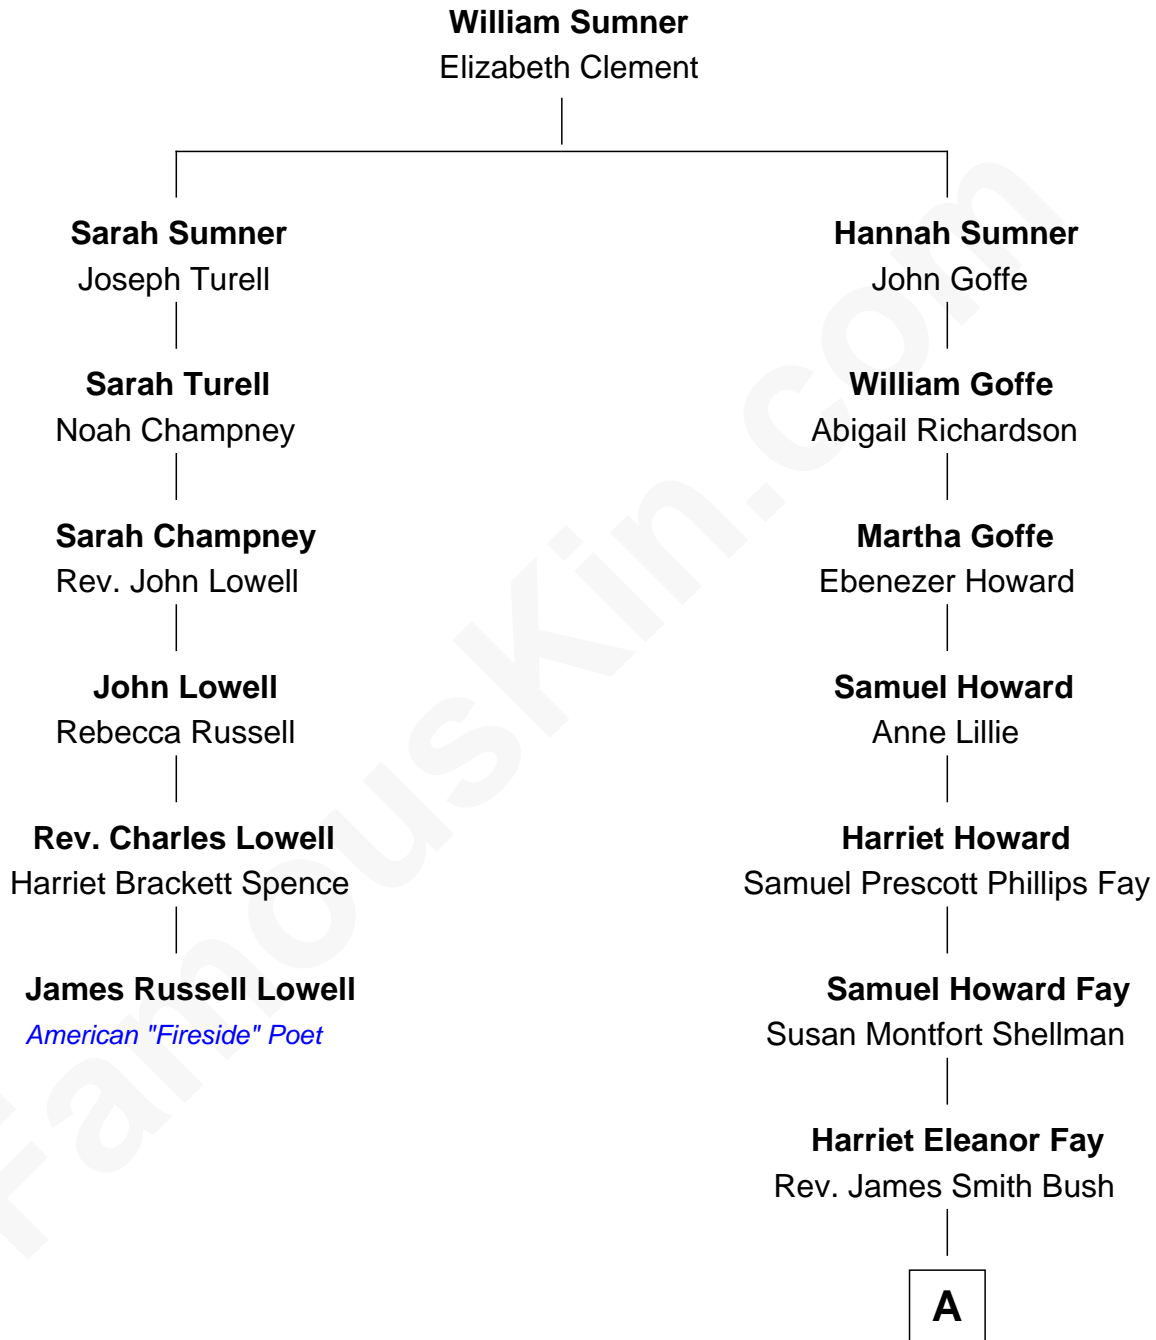 William Sumner
Elizabeth Clement
Sarah Sumner
Joseph Turell
Hannah Sumner
John Goffe
Sarah Turell
Noah Champney
William Goffe
Abigail Richardson
Sarah Champney
Rev. John Lowell
Martha Goffe
Ebenezer Howard
John Lowell
Rebecca Russell
Samuel Howard
Anne Lillie
Rev. Charles Lowell
Harriet Brackett Spence
Harriet Howard
Samuel Prescott Phillips Fay
James Russell Lowell
American "Fireside" Poet
Samuel Howard Fay
Susan Montfort Shellman
Harriet Eleanor Fay
Rev. James Smith Bush
A
FamousKin.com